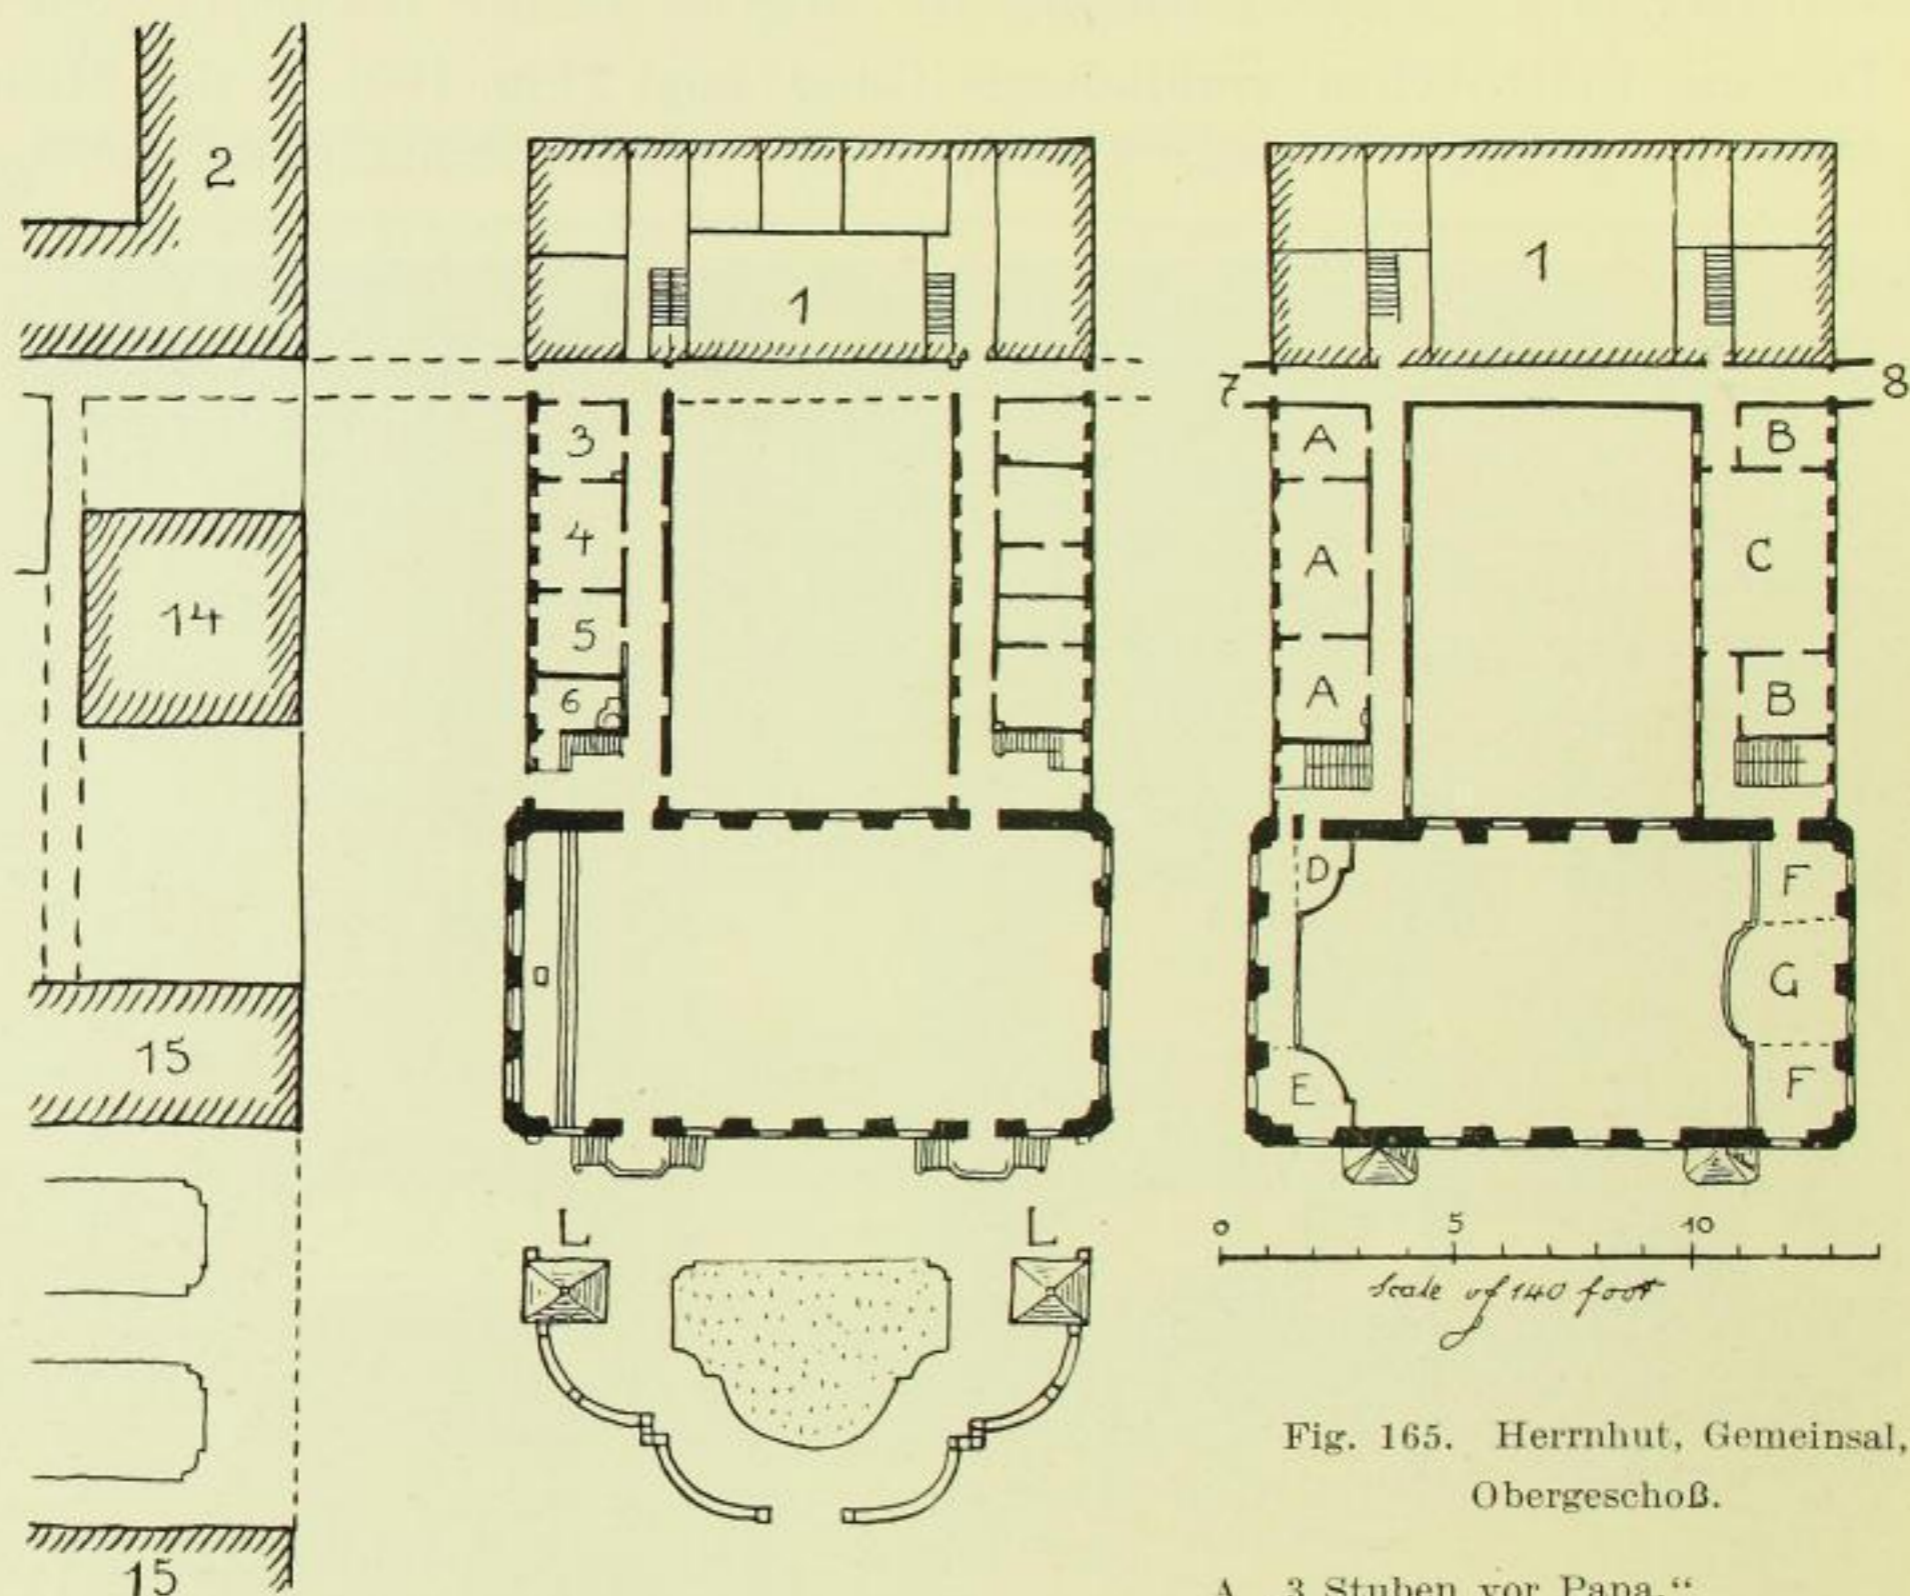 2
1
1
7
8
3
4
5
6
A
A
A
B
C
B
14
15
D
E
F
G
F
L
L
0 5 10
Scale of 140 foot
Fig. 165. Herrnhut, Gemeinsal,
Obergeschoß.
15
A 3 Stuben vor Papa.“